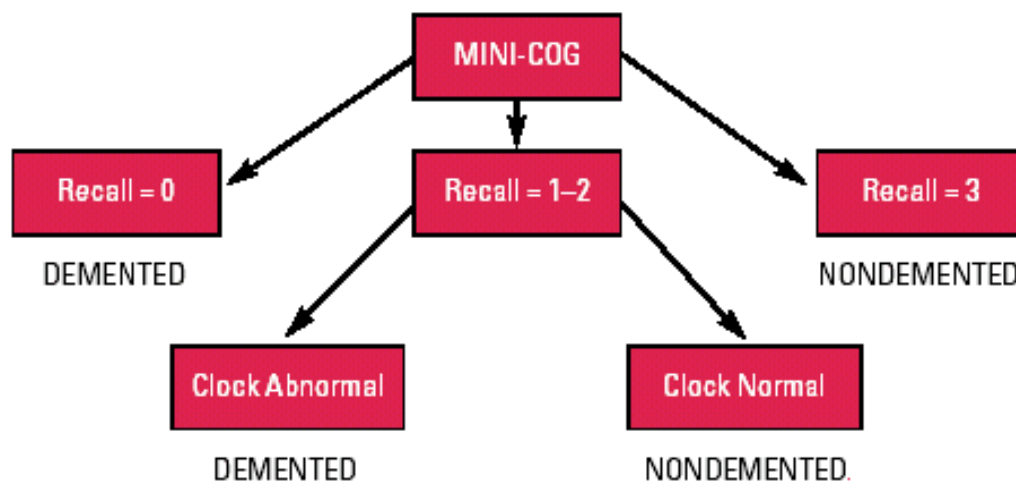 MINI-COG
Recall = 0
Recall = 1–2
Recall = 3
DEMENTED
NONDEMENTED
Clock Abnormal
Clock Normal
DEMENTED
NONDEMENTED.